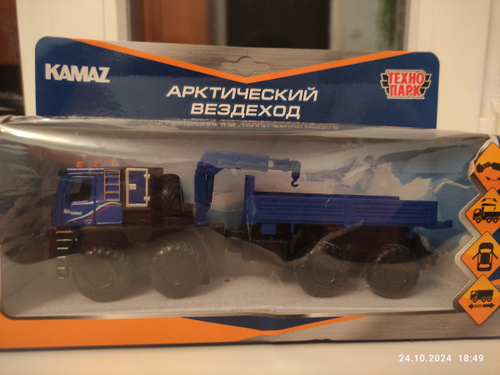 KAMAZ
АРКТИЧЕСКИЙ
ВЕЗДЕХОД
ТЕХНО
ПАРК
24.10.2024 18:49